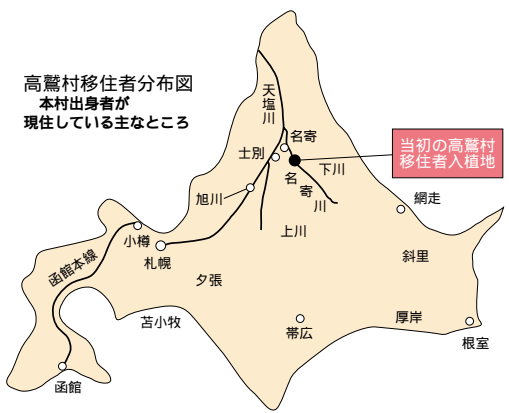 高鷲村移住者分布図
本村出身者が
現住している主なところ
天塩川
名寄
士別
当初の高鷲村
移住者入植地
下川
名寄川
旭川
網走
上川
小樽
札幌
斜里
函館本線
夕張
苫小牧
帯広
厚岸
根室
函館